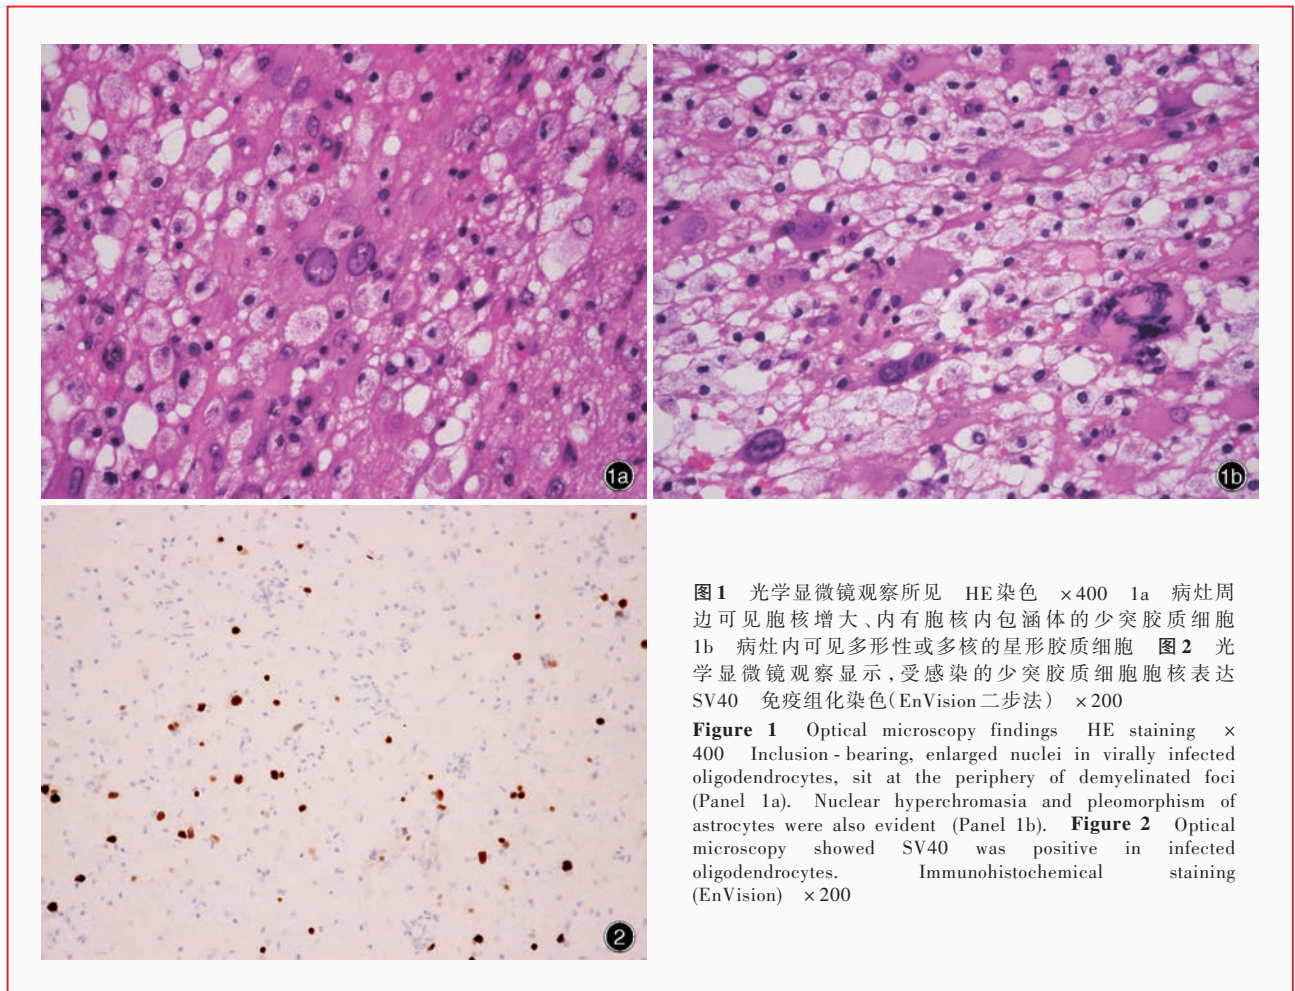 1a
1b
2
图1 光学显微镜观察所见 HE染色 ×400 1a 病灶周
边可见胞核增大、内有胞核内包涵体的少突胶质细胞
1b 病灶内可见多形性或多核的星形胶质细胞 图2 光
学显微镜观察显示,受感染的少突胶质细胞胞核表达
SV40 免疫组化染色(EnVision二步法) ×200
Figure 1 Optical microscopy findings HE staining ×
400 Inclusion-bearing, enlarged nuclei in virally infected
oligodendrocytes, sit at the periphery of demyelinated foci
(Panel 1a). Nuclear hyperchromasia and pleomorphism of
astrocytes were also evident (Panel 1b). Figure 2 Optical
microscopy showed SV40 was positive in infected
oligodendrocytes. Immunohistochemical staining
(EnVision) ×200